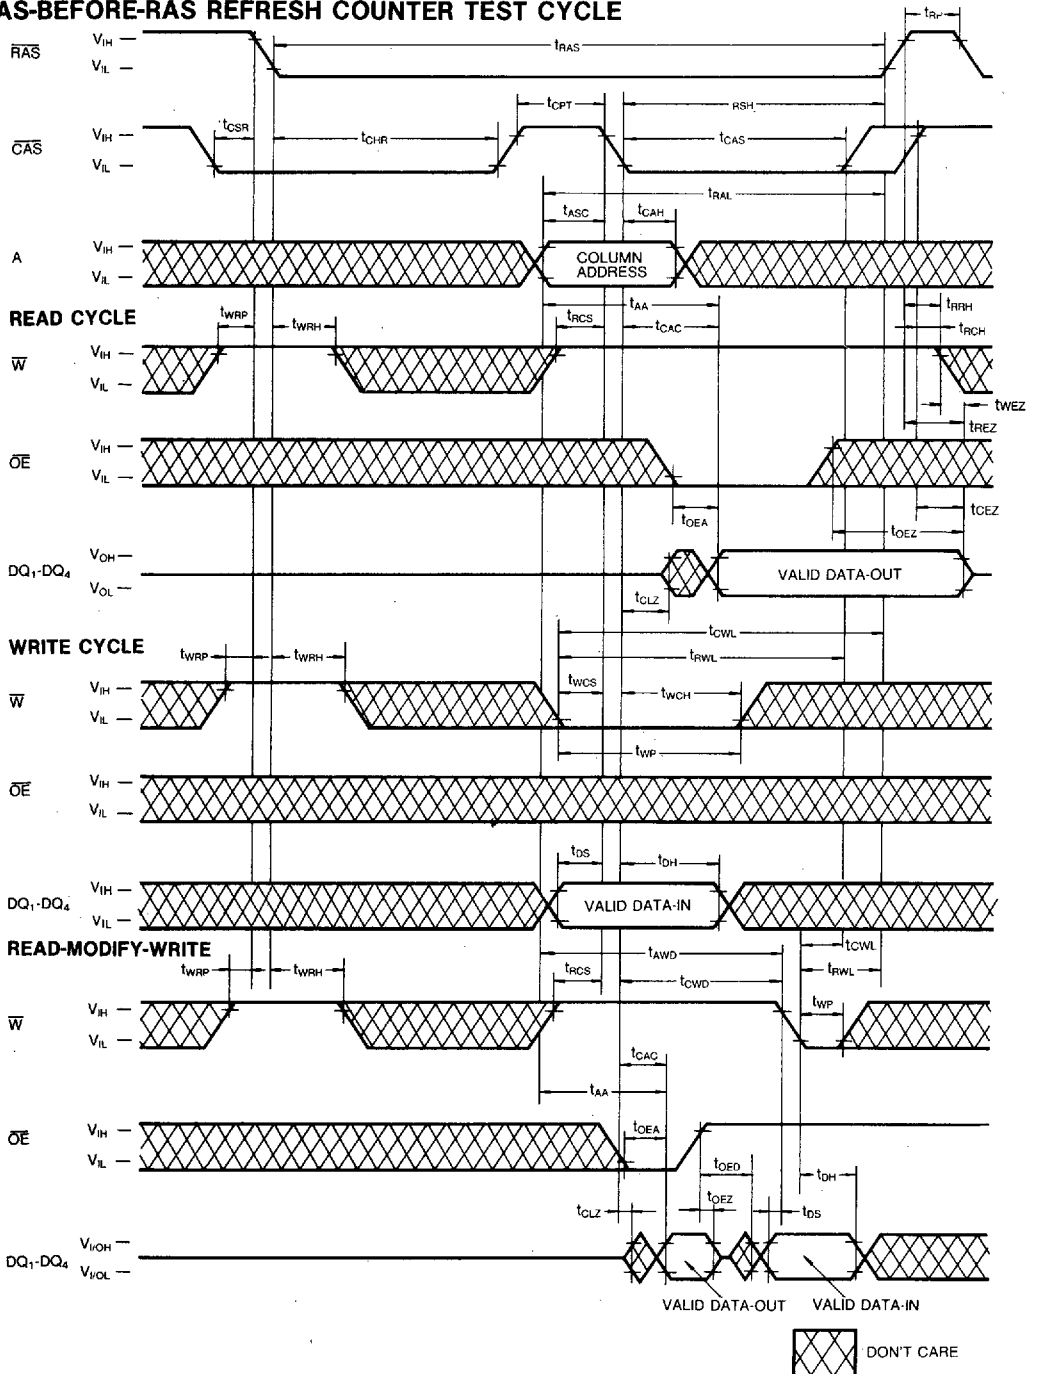 AS-BEFORE-RAS REFRESH COUNTER TEST CYCLE
tRP
RAS
VIH
VIL
tRAS
tCPT
RSH
tCSR
tCHR
tCAS
CAS
VIH
VIL
tRAL
tASC
tCAH
A
VIH
VIL
COLUMN
ADDRESS
READ CYCLE
tWRP
tWRH
tAA
tRCS
tCAC
tRRH
tRCH
W
VIH
VIL
tWEZ
tREZ
OE
VIH
VIL
tOEA
tCEZ
tOEZ
DQ1-DQ4
VOH
VOL
VALID DATA-OUT
tCLZ
WRITE CYCLE
tWRP
tWRH
tCWL
tRWL
tWCS
tWCH
W
VIH
VIL
tWP
OE
VIH
VIL
tDS
tDH
DQ1-DQ4
VIH
VIL
VALID DATA-IN
READ-MODIFY-WRITE
tWRP
tWRH
tAWD
tRCS
tCWD
tCWL
tRWL
tWP
W
VIH
VIL
tCAC
tAA
OE
VIH
VIL
tOEA
tOED
tDH
tCLZ
tOEZ
tDS
DQ1-DQ4
VI/OH
VI/OL
VALID DATA-OUT
VALID DATA-IN
DON'T CARE